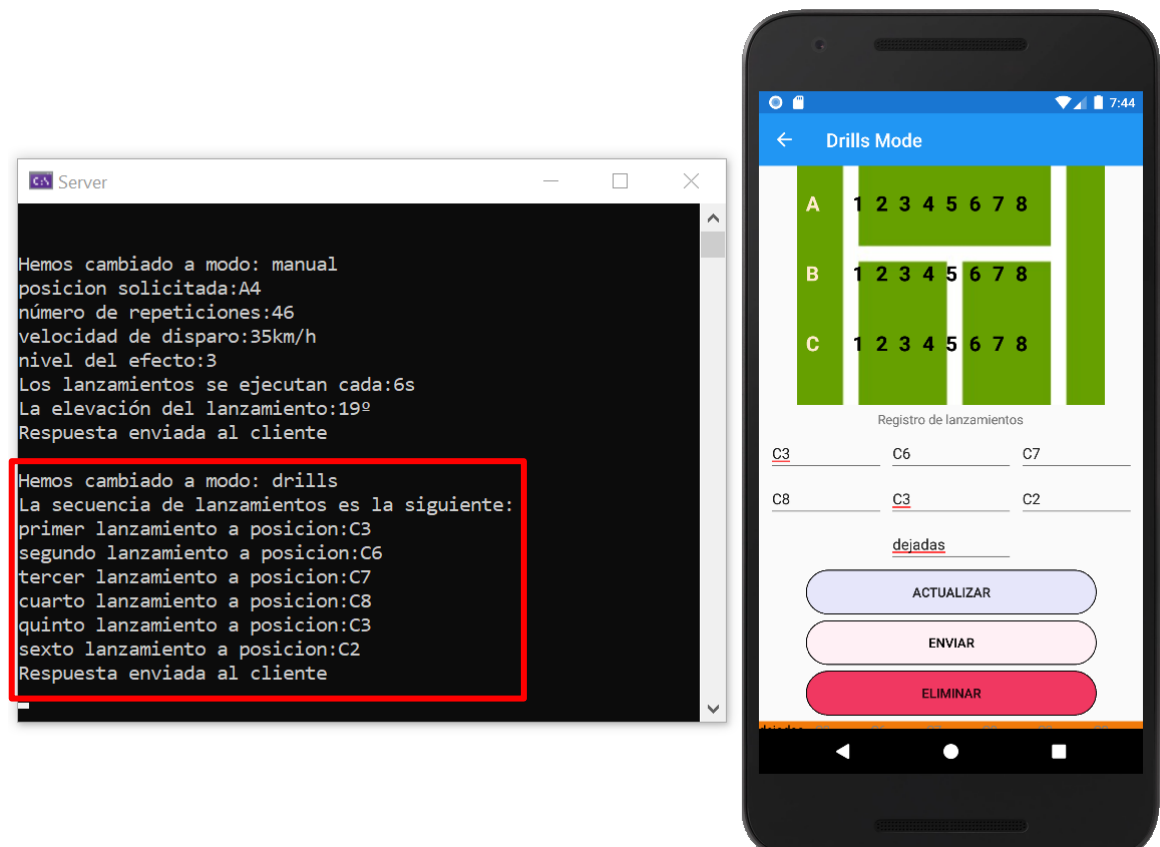 Server
Hemos cambiado a modo: manual
posicion solicitada:A4
número de repeticiones:46
velocidad de disparo:35km/h
nivel del efecto:3
Los lanzamientos se ejecutan cada:6s
La elevación del lanzamiento:19º
Respuesta enviada al cliente
Hemos cambiado a modo: drills
La secuencia de lanzamientos es la siguiente:
primer lanzamiento a posicion:C3
segundo lanzamiento a posicion:C6
tercer lanzamiento a posicion:C7
cuarto lanzamiento a posicion:C8
quinto lanzamiento a posicion:C3
sexto lanzamiento a posicion:C2
Respuesta enviada al cliente
7:44
Drills Mode
A 1 2 3 4 5 6 7 8
B 1 2 3 4 5 6 7 8
C 1 2 3 4 5 6 7 8
Registro de lanzamientos
C3 C6 C7
C8 C3 C2
dejadas
ACTUALIZAR
ENVIAR
ELIMINAR